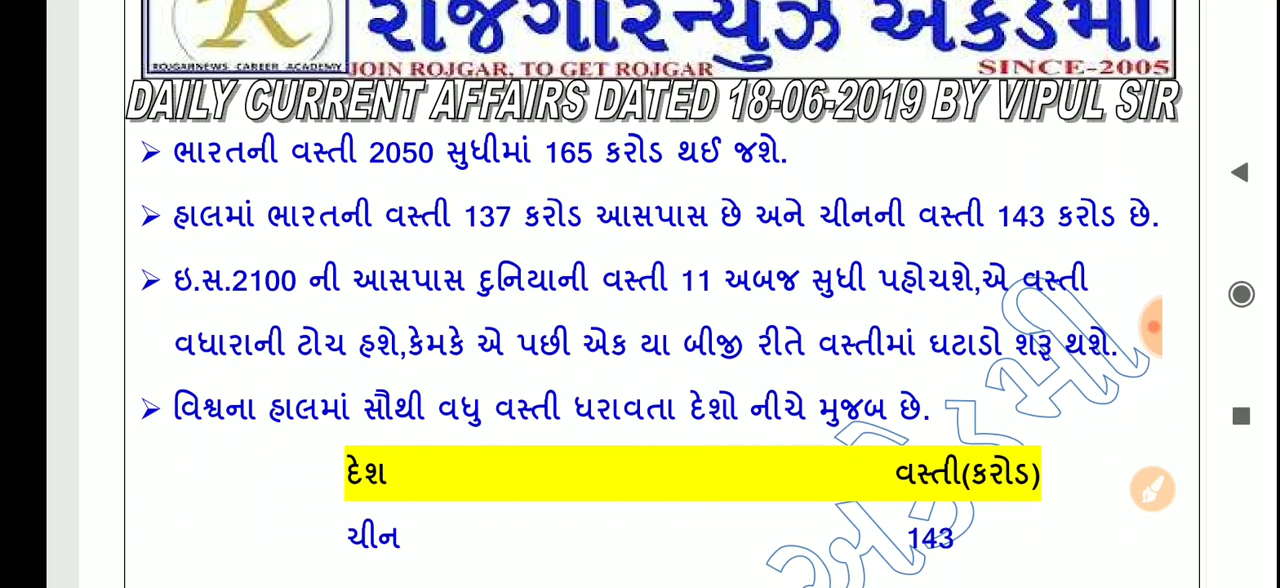 રોજગારન્યુઝ એકેડમી
ROJGARNEWS CAREER ACADEMY
JOIN ROJGAR, TO GET ROJGAR SINCE-2005
DAILY CURRENT AFFAIRS DATED 18-06-2019 BY VIPUL SIR
➢ ભારતની વસ્તી 2050 સુધીમાં 165 કરોડ થઈ જશે.
➢ હાલમાં ભારતની વસ્તી 137 કરોડ આસપાસ છે અને ચીનની વસ્તી 143 કરોડ છે.
➢ ઇ.સ.2100 ની આસપાસ દુનિયાની વસ્તી 11 અબજ સુધી પહોચશે,એ વસ્તી
વધારાની ટોચ હશે,કેમકે એ પછી એક યા બીજી રીતે વસ્તીમાં ઘટાડો શરૂ થશે.
➢ વિશ્વના હાલમાં સૌથી વધુ વસ્તી ધરાવતા દેશો નીચે મુજબ છે.
દેશ વસ્તી(કરોડ)
ચીન 143